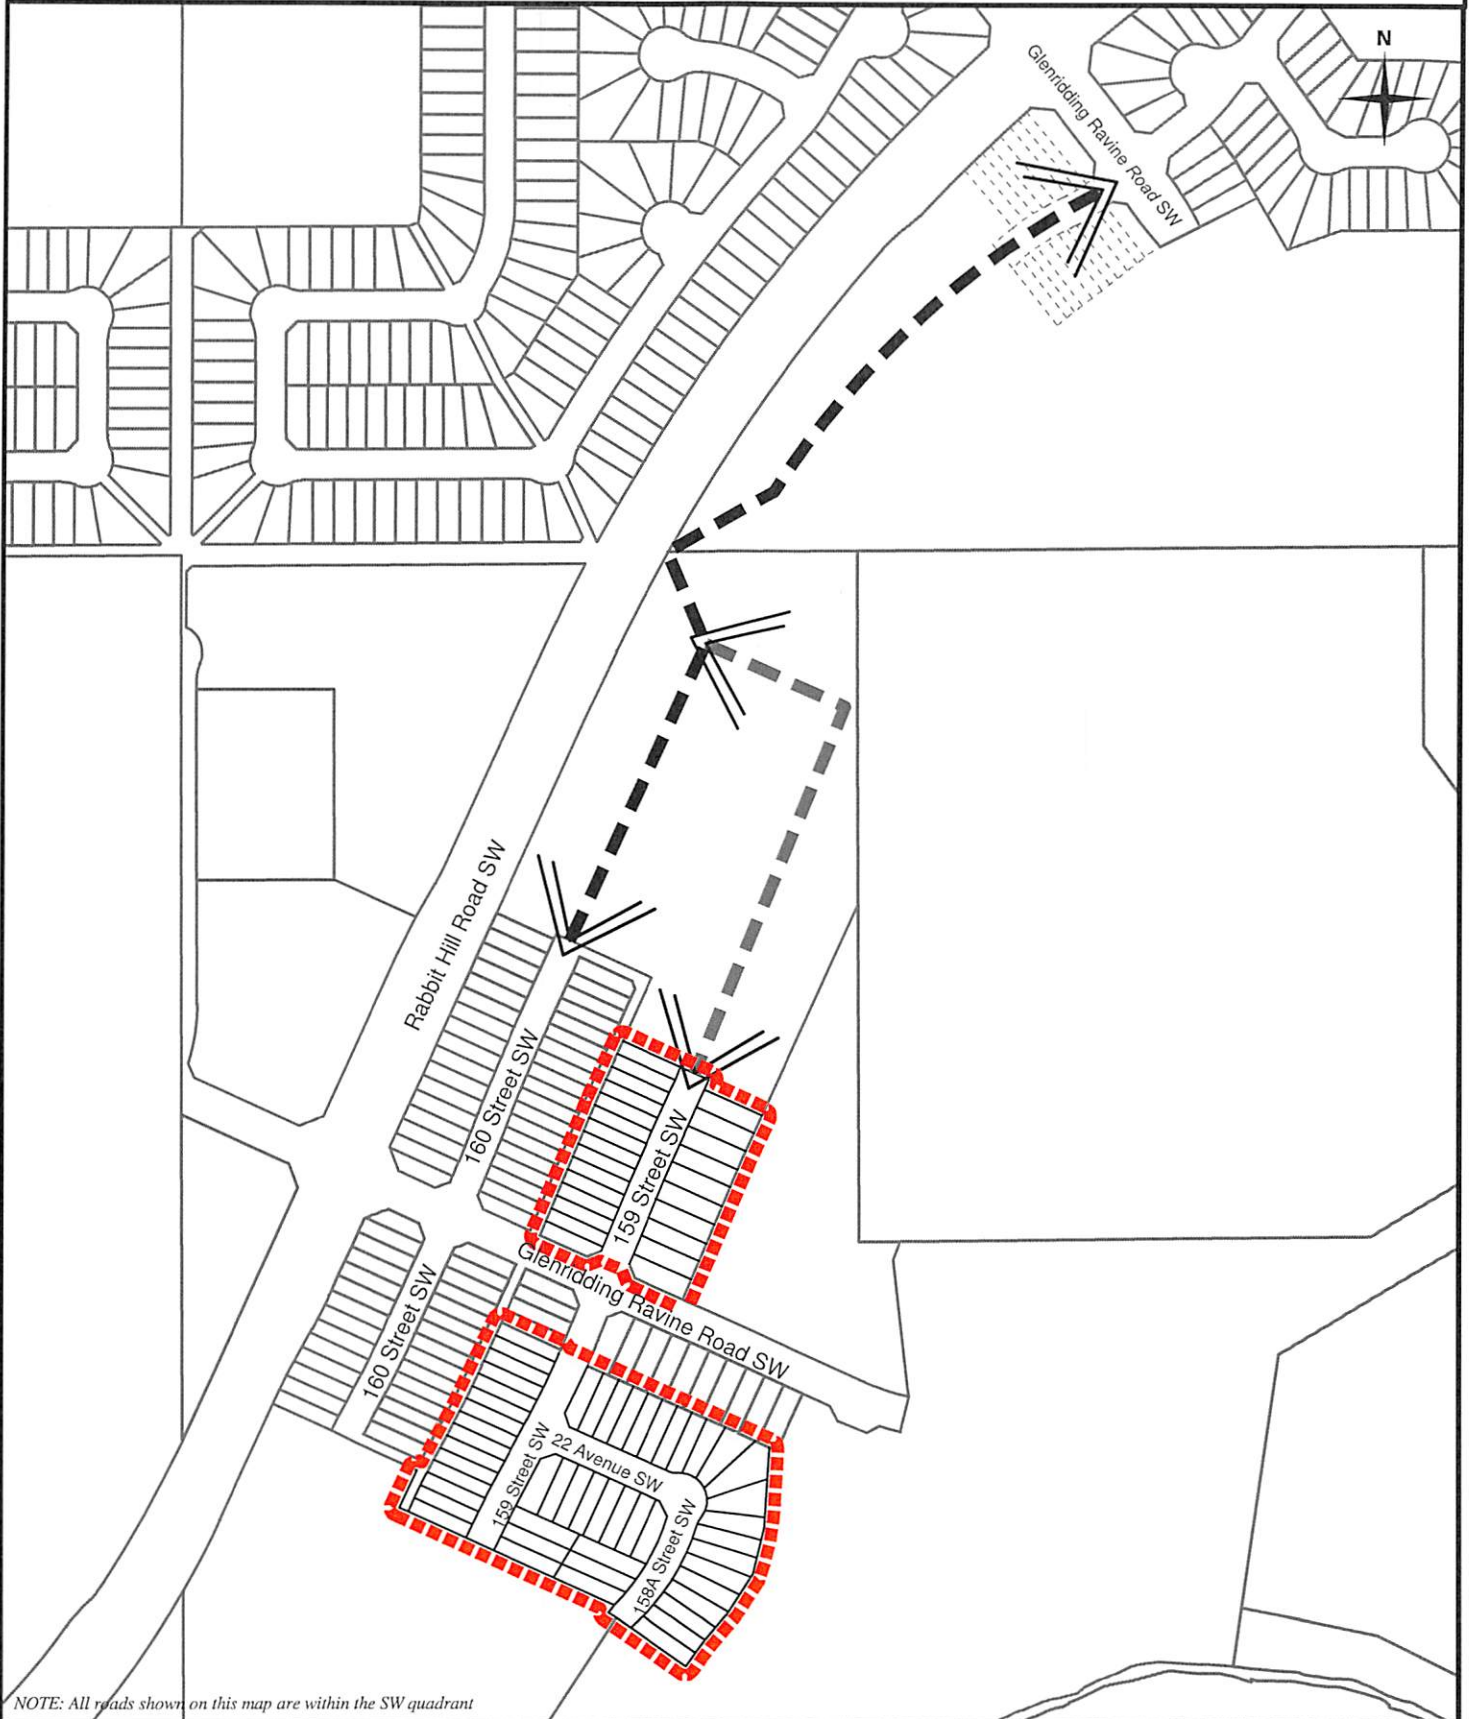 N
Glenridding Ravine Road SW
Rabbit Hill Road SW
160 Street SW
159 Street SW
Glenridding Ravine Road SW
160 Street SW
159 Street SW
22 Avenue SW
158A Street SW
NOTE: All roads shown on this map are within the SW quadrant